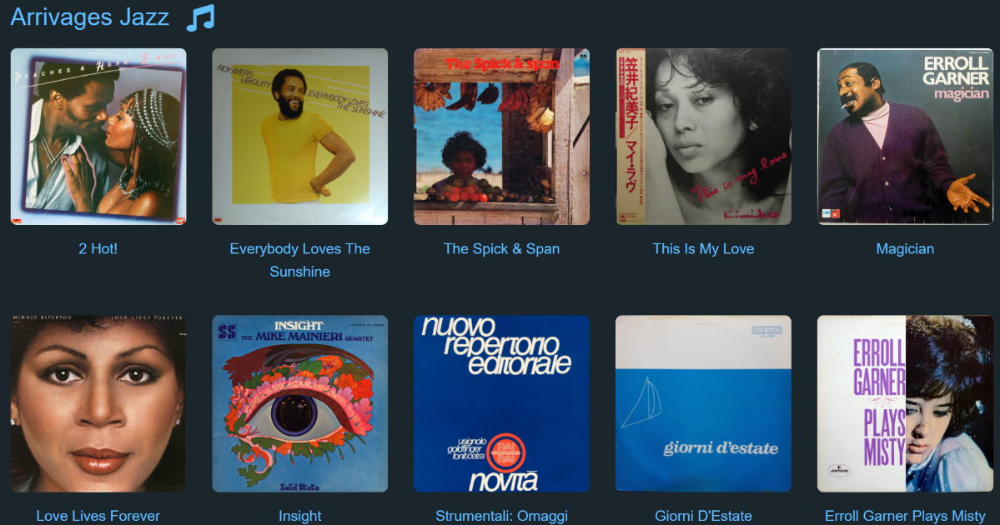 Arrivages Jazz
PEACHES & HERB 2 HOT!
ROY AYERS
UBIQUITY
EVERYBODY LOVES
THE SUNSHINE
The Spick & span
笠井紀美子/マイ・ラヴ
This is my love
Kimiko
ERROLL
GARNER
magician
2 Hot!
Everybody Loves The
Sunshine
The Spick & Span
This Is My Love
Magician
MINNIE RIPERTON
LOVE LIVES FOREVER
SS
INSIGHT
THE MIKE MAINIERI QUARTET
Solid State
nuovo
repertorio
editoriale
usignolo
goldfinger
fonit cetra
novità
giorni d'estate
ERROLL
GARNER
PLAYS
MISTY
mercury
Love Lives Forever
Insight
Strumentali: Omaggi
Giorni D'Estate
Erroll Garner Plays Misty